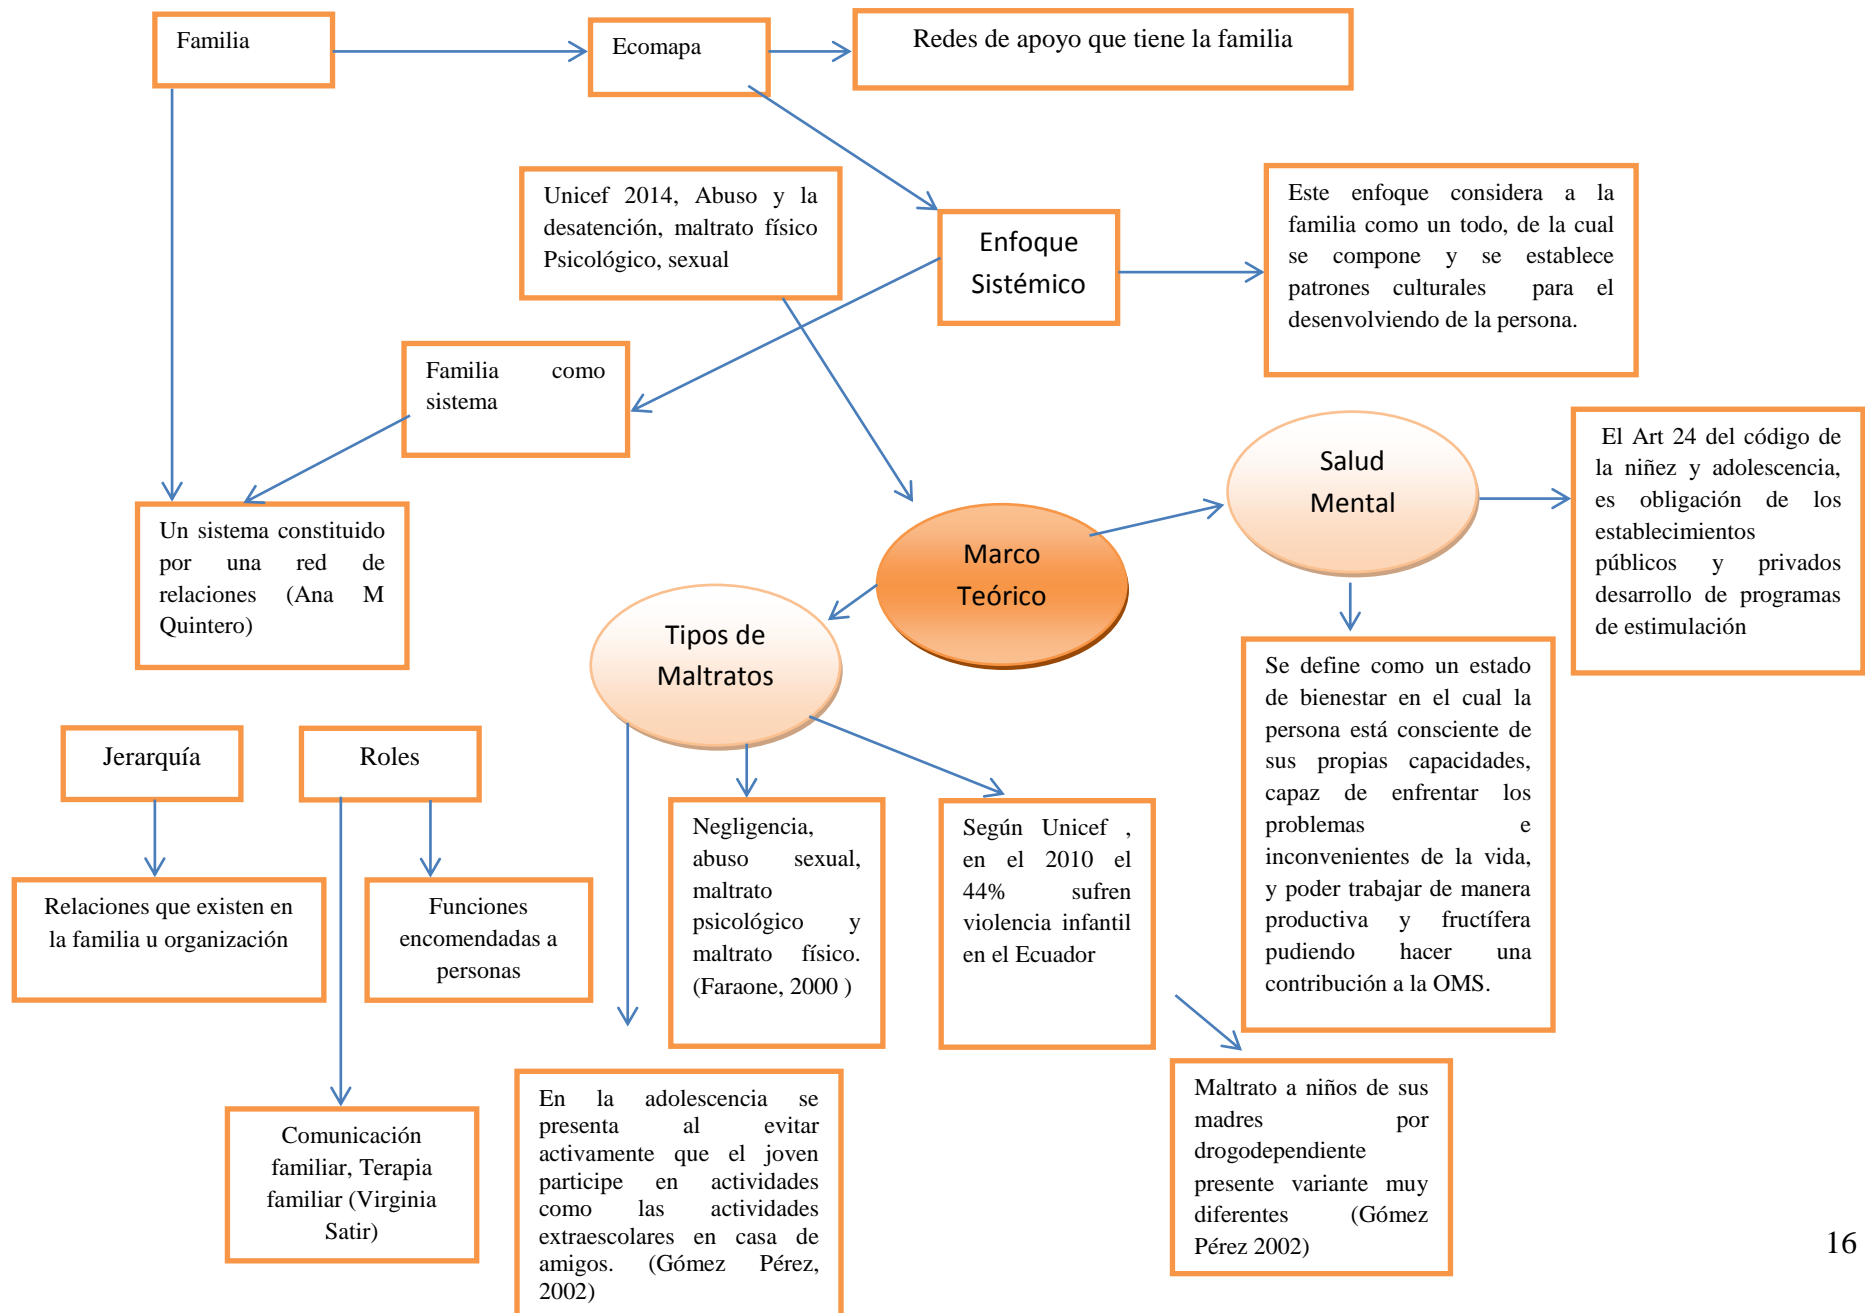 Familia
Ecomapa
Redes de apoyo que tiene la familia
Unicef 2014, Abuso y la
desatención, maltrato físico
Psicológico, sexual
Enfoque
Sistémico
Este enfoque considera a la
familia como un todo, de la cual
se compone y se establece
patrones culturales para el
desenvolviendo de la persona.
Familia como
sistema
Un sistema constituido
por una red de
relaciones (Ana M
Quintero)
Marco
Teórico
Salud
Mental
El Art 24 del código de
la niñez y adolescencia,
es obligación de los
establecimientos
públicos y privados
desarrollo de programas
de estimulación
Tipos de
Maltratos
Se define como un estado
de bienestar en el cual la
persona está consciente de
sus propias capacidades,
capaz de enfrentar los
problemas e
inconvenientes de la vida,
y poder trabajar de manera
productiva y fructífera
pudiendo hacer una
contribución a la OMS.
Jerarquía
Roles
Relaciones que existen en
la familia u organización
Funciones
encomendadas a
personas
Negligencia,
abuso sexual,
maltrato
psicológico y
maltrato físico.
(Faraone, 2000 )
Según Unicef ,
en el 2010 el
44% sufren
violencia infantil
en el Ecuador
Comunicación
familiar, Terapia
familiar (Virginia
Satir)
En la adolescencia se
presenta al evitar
activamente que el joven
participe en actividades
como las actividades
extraescolares en casa de
amigos. (Gómez Pérez,
2002)
Maltrato a niños de sus
madres por
drogodependiente
presente variante muy
diferentes (Gómez
Pérez 2002)
16